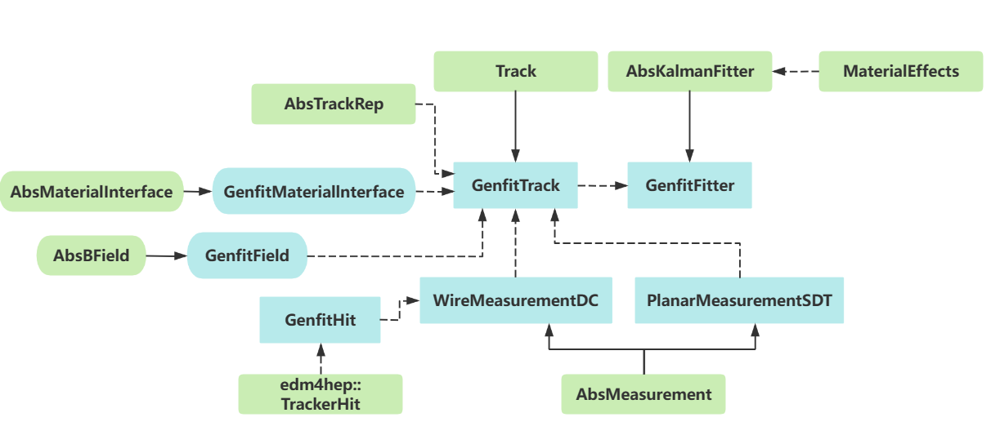 Track
AbsKalmanFitter
MaterialEffects
AbsTrackRep
AbsMaterialInterface
GenfitMaterialInterface
GenfitTrack
GenfitFitter
AbsBField
GenfitField
WireMeasurementDC
PlanarMeasurementSDT
GenfitHit
edm4hep::
TrackerHit
AbsMeasurement